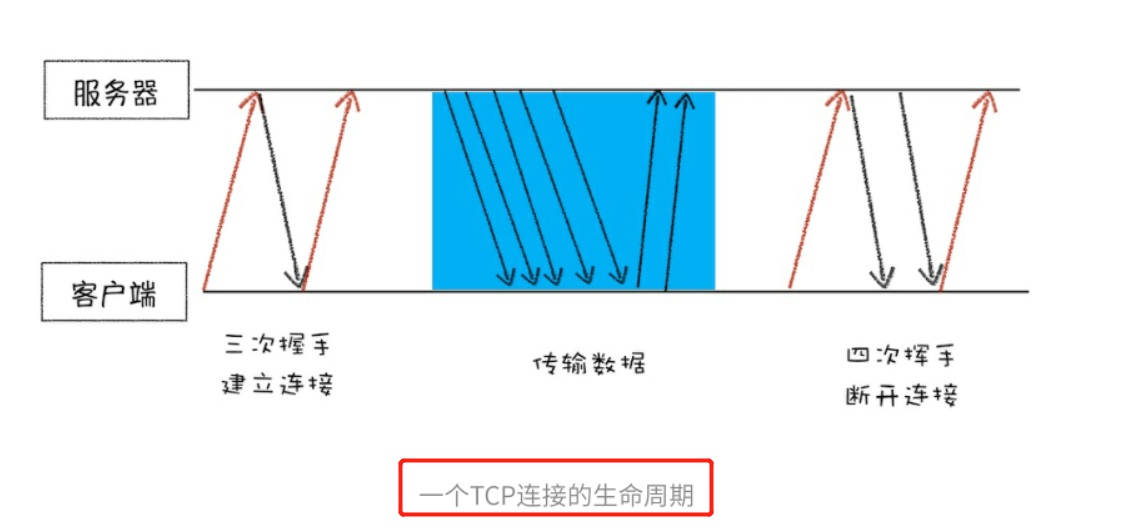 服务器
客户端
三次握手
建立连接
传输数据
四次挥手
断开连接
一个TCP连接的生命周期